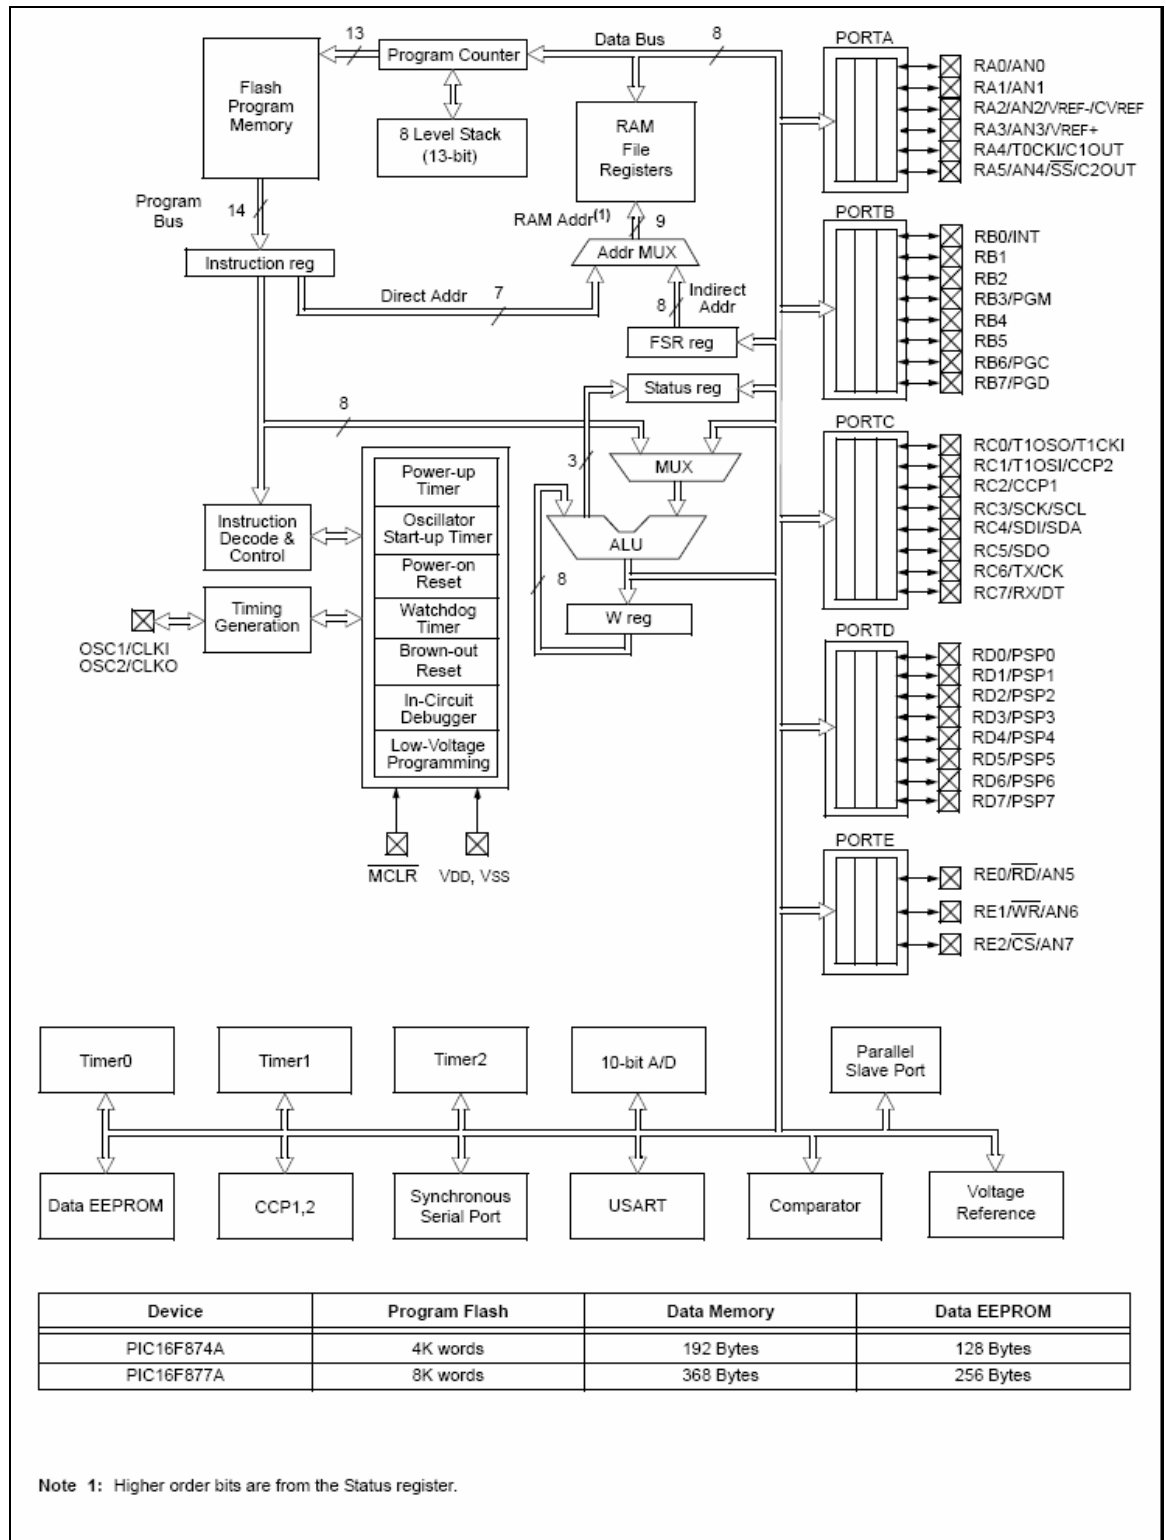 13
Program Counter
Data Bus
8
PORTA
Flash
Program
Memory
8 Level Stack
(13-bit)
RAM
File
Registers
RA0/AN0
RA1/AN1
RA2/AN2/VREF-/CVREF
RA3/AN3/VREF+
RA4/T0CKI/C1OUT
RA5/AN4/SS/C2OUT
Program
Bus
14
RAM Addr(1)
9
PORTB
Instruction reg
Addr MUX
RB0/INT
RB1
RB2
RB3/PGM
RB4
RB5
RB6/PGC
RB7/PGD
Direct Addr
7
8
Indirect
Addr
FSR reg
Status reg
8
PORTC
3
MUX
RC0/T1OSO/T1CKI
RC1/T1OSI/CCP2
RC2/CCP1
RC3/SCK/SCL
RC4/SDI/SDA
RC5/SDO
RC6/TX/CK
RC7/RX/DT
Power-up
Timer
Oscillator
Start-up Timer
Power-on
Reset
Watchdog
Timer
Brown-out
Reset
In-Circuit
Debugger
Low-Voltage
Programming
Instruction
Decode &
Control
ALU
8
W reg
Timing
Generation
OSC1/CLKI
OSC2/CLKO
PORTD
RD0/PSP0
RD1/PSP1
RD2/PSP2
RD3/PSP3
RD4/PSP4
RD5/PSP5
RD6/PSP6
RD7/PSP7
MCLR
VDD, VSS
PORTE
RE0/RD/AN5
RE1/WR/AN6
RE2/CS/AN7
Timer0
Timer1
Timer2
10-bit A/D
Parallel
Slave Port
Data EEPROM
CCP1,2
Synchronous
Serial Port
USART
Comparator
Voltage
Reference
Device Program Flash Data Memory Data EEPROM
PIC16F874A 4K words 192 Bytes 128 Bytes
PIC16F877A 8K words 368 Bytes 256 Bytes
Note 1: Higher order bits are from the Status register.